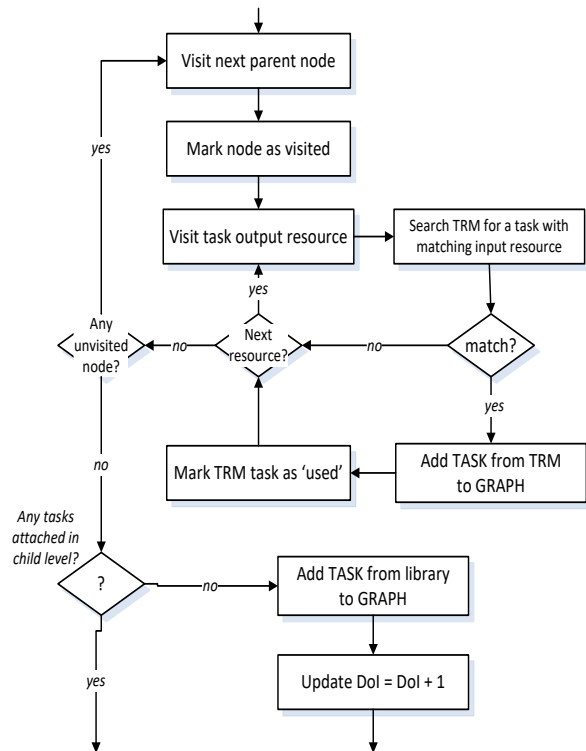 Visit next parent node
yes
Mark node as visited
Visit task output resource
Search TRM for a task with
matching input resource
yes
Any
unvisited
node?
no
Next
resource?
no
match?
yes
no
Mark TRM task as ‘used’
Add TASK from TRM
to GRAPH
Any tasks
attached in
child level?
?
no
Add TASK from library
to GRAPH
yes
Update DoI = DoI + 1